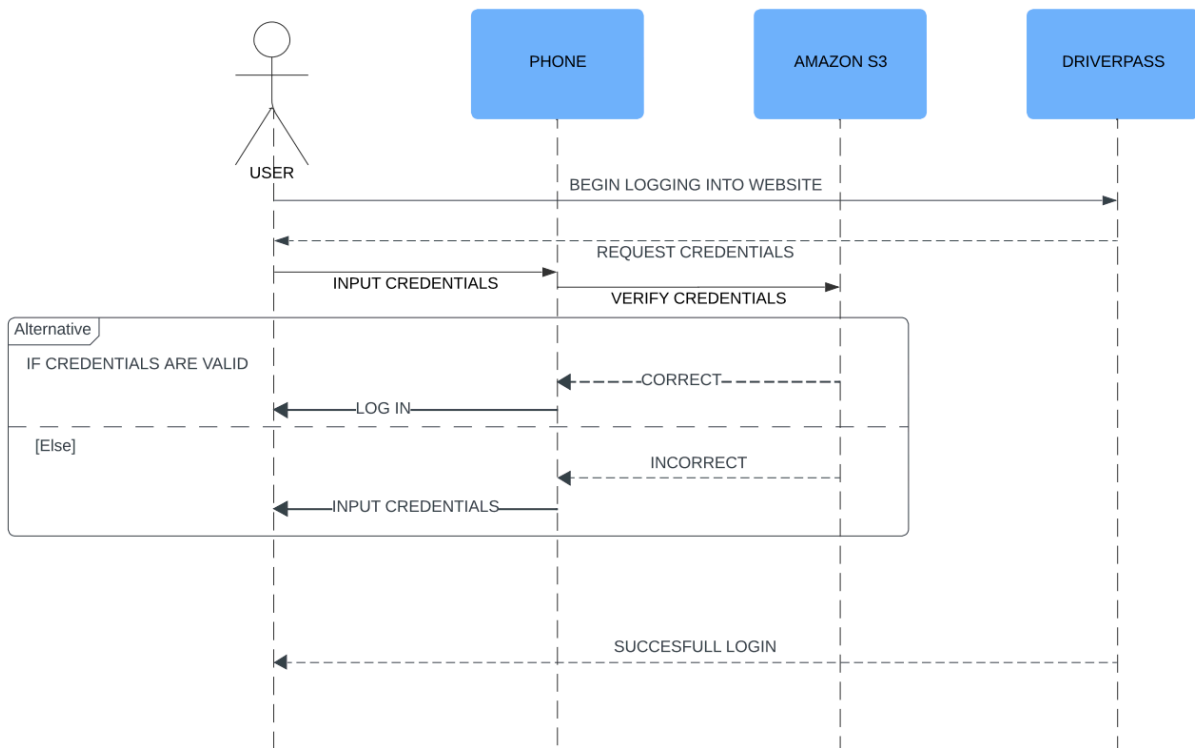 PHONE
AMAZON S3
DRIVERPASS
USER
BEGIN LOGGING INTO WEBSITE
REQUEST CREDENTIALS
INPUT CREDENTIALS
VERIFY CREDENTIALS
Alternative
IF CREDENTIALS ARE VALID
CORRECT
LOG IN
[Else]
INCORRECT
INPUT CREDENTIALS
SUCCESFULL LOGIN